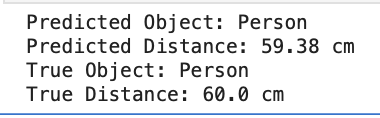 Predicted Object: Person
Predicted Distance: 59.38 cm
True Object: Person
True Distance: 60.0 cm